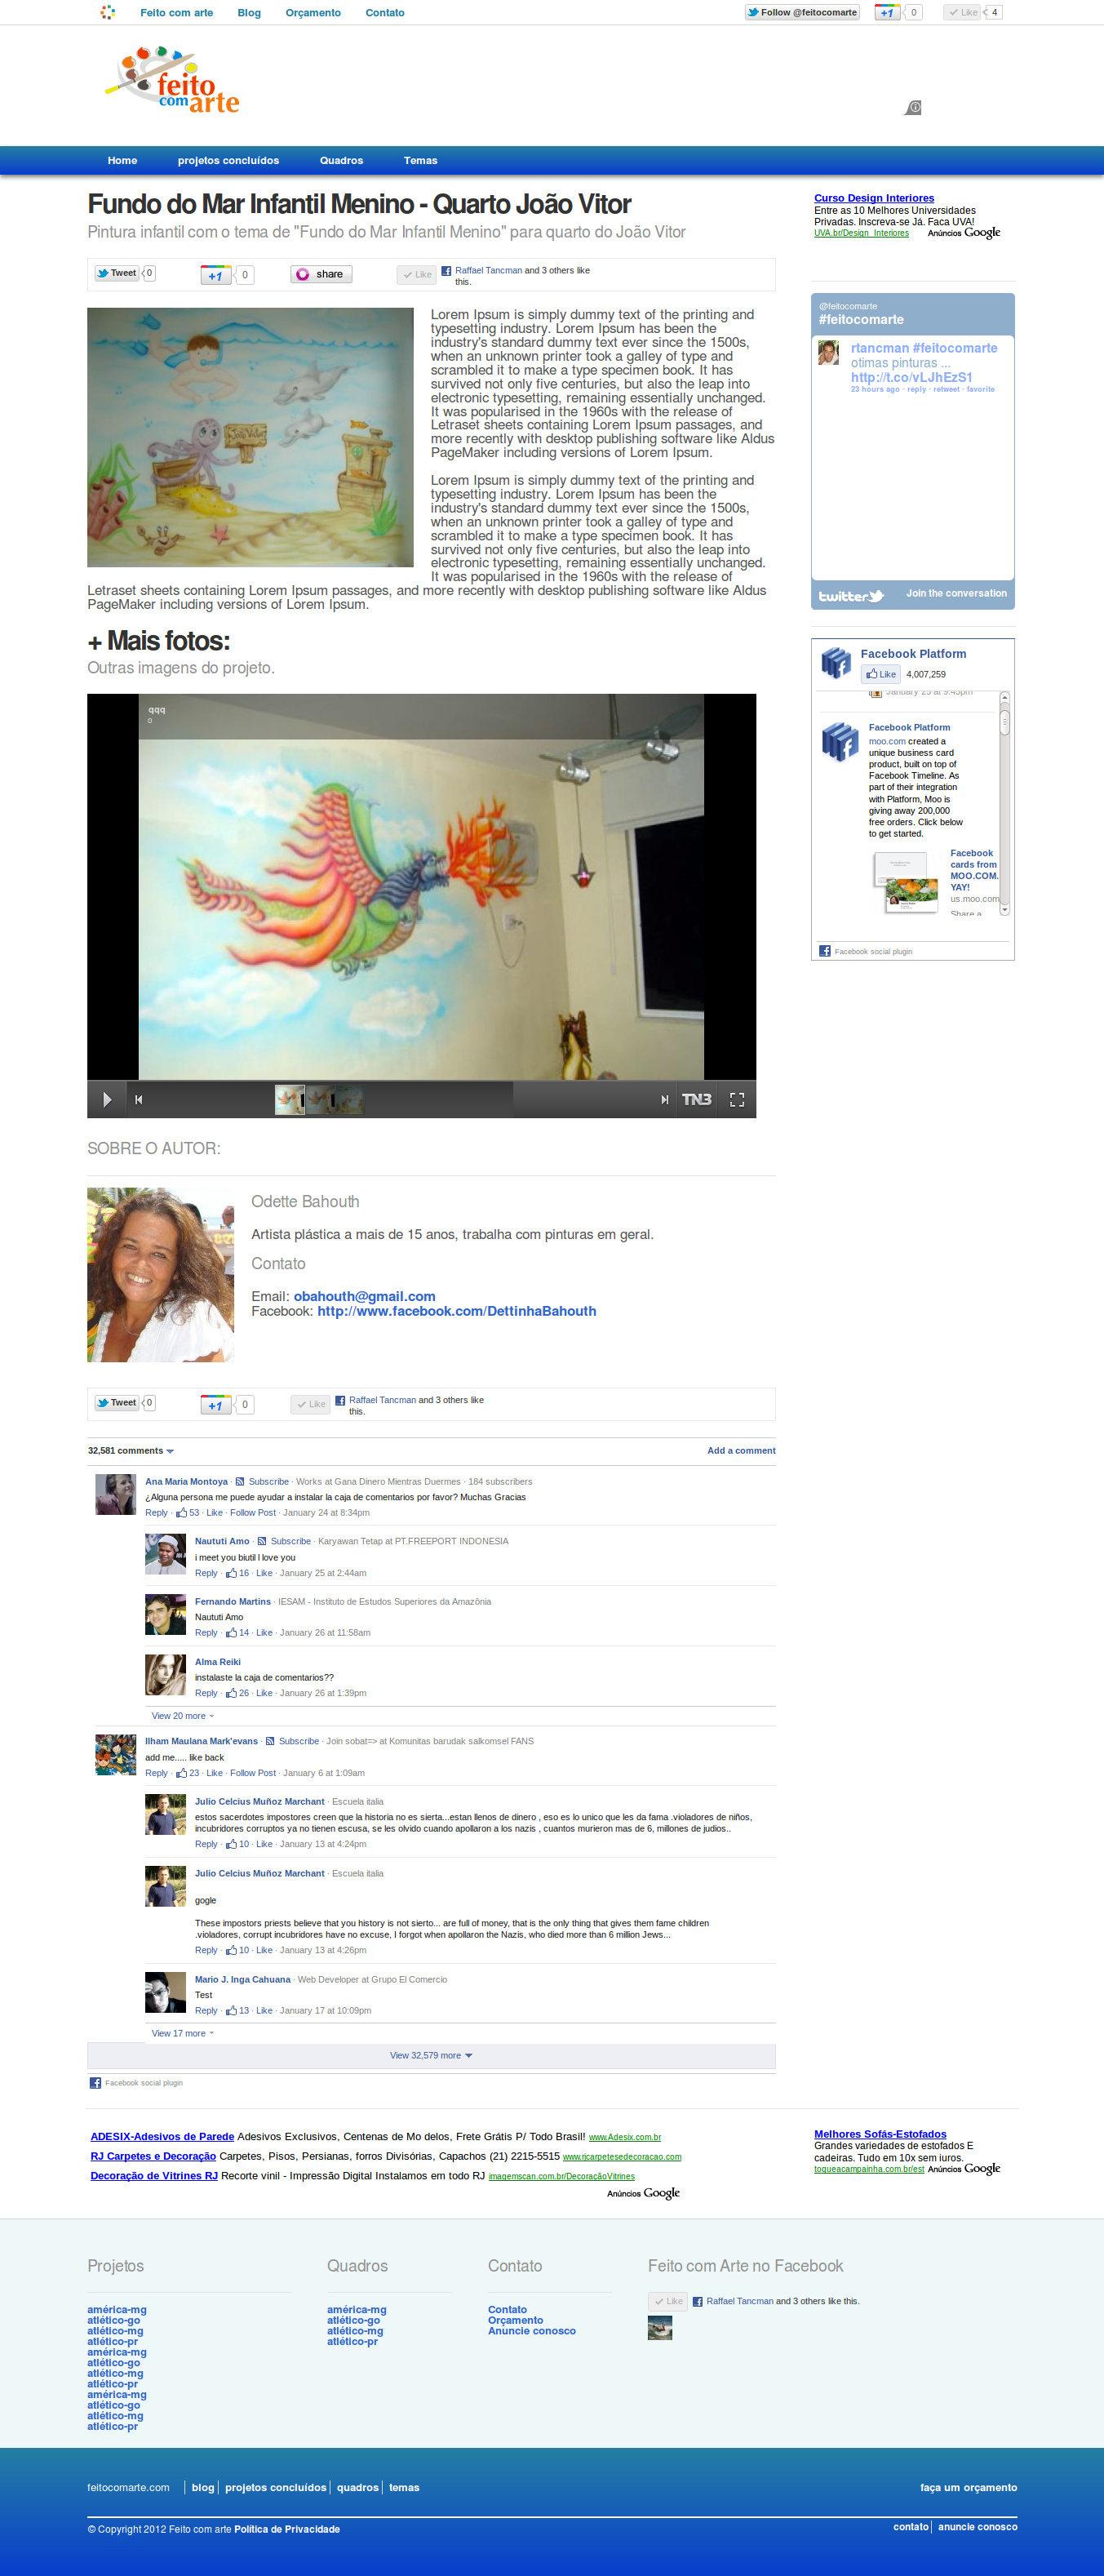 Feito com arte Blog Orçamento Contato Follow @feitocomarte +1 0 Like 4
feito
com arte
Home projetos concluídos Quadros Temas
Fundo do Mar Infantil Menino - Quarto João Vitor
Pintura infantil com o tema de "Fundo do Mar Infantil Menino" para quarto do João Vitor
Tweet 0 +1 0 share Like Raffael Tancman and 3 others like
this.
Lorem Ipsum is simply dummy text of the printing and
typesetting industry. Lorem Ipsum has been the
industry's standard dummy text ever since the 1500s,
when an unknown printer took a galley of type and
scrambled it to make a type specimen book. It has
survived not only five centuries, but also the leap into
electronic typesetting, remaining essentially unchanged.
It was popularised in the 1960s with the release of
Letraset sheets containing Lorem Ipsum passages, and
more recently with desktop publishing software like Aldus
PageMaker including versions of Lorem Ipsum.
Lorem Ipsum is simply dummy text of the printing and
typesetting industry. Lorem Ipsum has been the
industry's standard dummy text ever since the 1500s,
when an unknown printer took a galley of type and
scrambled it to make a type specimen book. It has
survived not only five centuries, but also the leap into
electronic typesetting, remaining essentially unchanged.
It was popularised in the 1960s with the release of
Letraset sheets containing Lorem Ipsum passages, and more recently with desktop publishing software like Aldus
PageMaker including versions of Lorem Ipsum.
+ Mais fotos:
Outras imagens do projeto.
qqq
0
TN3
SOBRE O AUTOR:
Odette Bahouth
Artista plástica a mais de 15 anos, trabalha com pinturas em geral.
Contato
Email: obahouth@gmail.com
Facebook: http://www.facebook.com/DettinhaBahouth
Tweet 0 +1 0 Like Raffael Tancman and 3 others like
this.
32,581 comments Add a comment
Ana Maria Montoya · Subscribe · Works at Gana Dinero Mientras Duermes · 184 subscribers
¿Alguna persona me puede ayudar a instalar la caja de comentarios por favor? Muchas Gracias
Reply · 53 · Like · Follow Post · January 24 at 8:34pm
Naututi Amo · Subscribe · Karyawan Tetap at PT.FREEPORT INDONESIA
i meet you biutil I love you
Reply · 16 · Like · January 25 at 2:44am
Fernando Martins · IESAM - Instituto de Estudos Superiores da Amazônia
Naututi Amo
Reply · 14 · Like · January 26 at 11:58am
Alma Reiki
instalaste la caja de comentarios??
Reply · 26 · Like · January 26 at 1:39pm
View 20 more
Ilham Maulana Mark'evans · Subscribe · Join sobat=> at Komunitas barudak salkomsel FANS
add me..... like back
Reply · 23 · Like · Follow Post · January 6 at 1:09am
Julio Celcius Muñoz Marchant · Escuela italia
estos sacerdotes impostores creen que la historia no es sierta...estan llenos de dinero , eso es lo unico que les da fama .violadores de niños,
incubridores corruptos ya no tienen escusa, se les olvido cuando apollaron a los nazis , cuantos murieron mas de 6, millones de judios..
Reply · 10 · Like · January 13 at 4:24pm
Julio Celcius Muñoz Marchant · Escuela italia
gogle
These impostors priests believe that you history is not sierto... are full of money, that is the only thing that gives them fame children
.violadores, corrupt incubridores have no excuse, I forgot when apollaron the Nazis, who died more than 6 million Jews...
Reply · 10 · Like · January 13 at 4:26pm
Mario J. Inga Cahuana · Web Developer at Grupo El Comercio
Test
Reply · 13 · Like · January 17 at 10:09pm
View 17 more
View 32,579 more
Facebook social plugin
Curso Design Interiores
Entre as 10 Melhores Universidades
Privadas. Inscreva-se Já. Faca UVA!
UVA.br/Design_Interiores Anúncios Google
@feitocomarte
#feitocomarte
rtancman #feitocomarte
otimas pinturas ...
http://t.co/vLJhEzS1
23 hours ago · reply · retweet · favorite
twitter Join the conversation
Facebook Platform
Like 4,007,259
January 25 at 9:45pm
Facebook Platform
moo.com created a
unique business card
product, built on top of
Facebook Timeline. As
part of their integration
with Platform, Moo is
giving away 200,000
free orders. Click below
to get started.
Facebook
cards from
MOO.COM.
YAY!
us.moo.com
Share a
Facebook social plugin
ADESIX-Adesivos de Parede Adesivos Exclusivos, Centenas de Mo delos, Frete Grátis P/ Todo Brasil! www.Adesix.com.br
RJ Carpetes e Decoração Carpetes, Pisos, Persianas, forros Divisórias, Capachos (21) 2215-5515 www.rjcarpetesedecoracao.com
Decoração de Vitrines RJ Recorte vinil - Impressão Digital Instalamos em todo RJ imagemscan.com.br/DecoraçãoVitrines
Anúncios Google
Melhores Sofás-Estofados
Grandes variedades de estofados E
cadeiras. Tudo em 10x sem juros.
toqueacampainha.com.br/est Anúncios Google
Projetos
américa-mg
atlético-go
atlético-mg
atlético-pr
américa-mg
atlético-go
atlético-mg
atlético-pr
américa-mg
atlético-go
atlético-mg
atlético-pr
Quadros
américa-mg
atlético-go
atlético-mg
atlético-pr
Contato
Contato
Orçamento
Anuncie conosco
Feito com Arte no Facebook
Like Raffael Tancman and 3 others like this.
feitocomarte.com blog projetos concluídos quadros temas faça um orçamento
© Copyright 2012 Feito com arte Política de Privacidade contato anuncie conosco